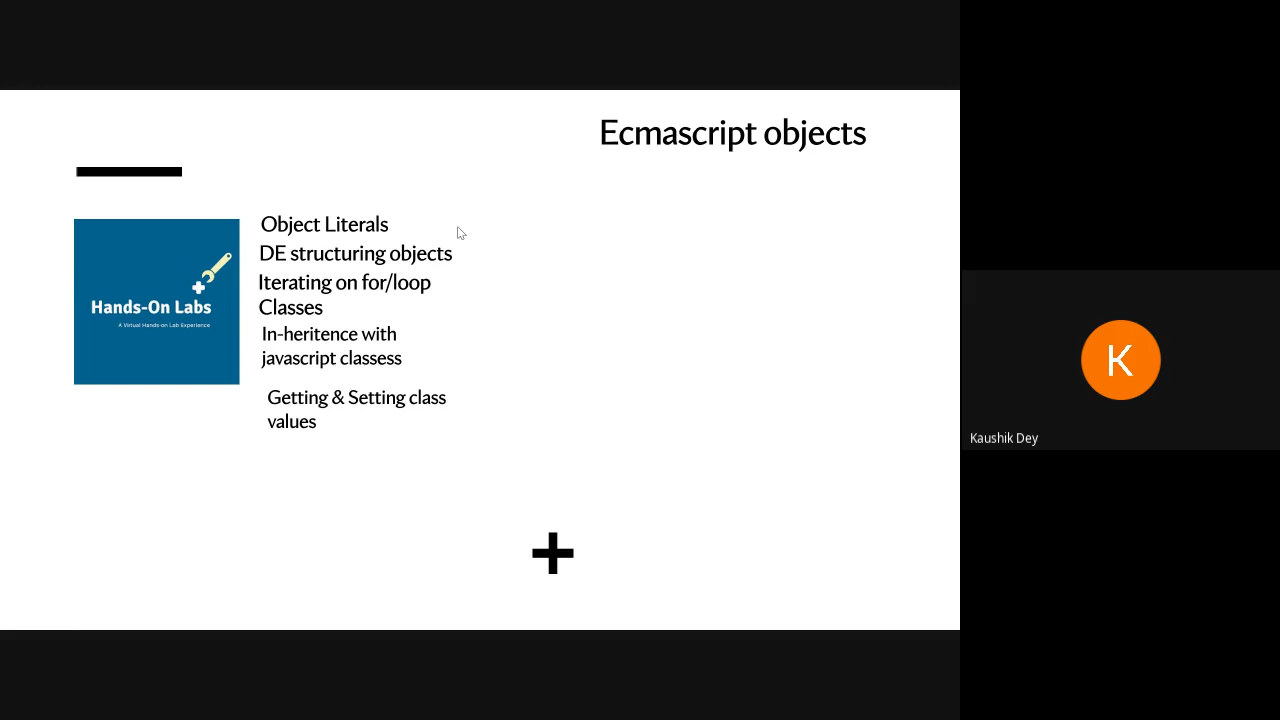 Ecmascript objects
Object Literals
DE structuring objects
Iterating on for/loop
Classes
In-heritence with
javascript classess
Getting & Setting class
values
Hands-On Labs
A Virtual Hands-on Lab Experience
K
Kaushik Dey